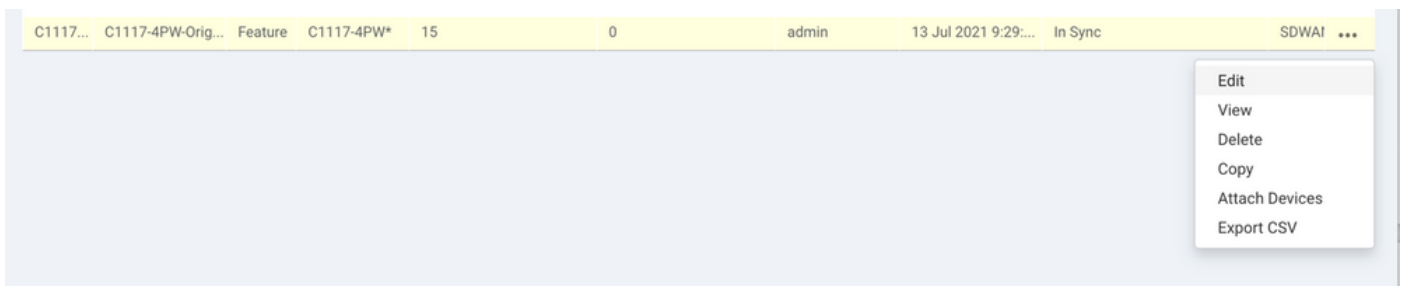 C1117... C1117-4PW-Orig... Feature C1117-4PW* 15 0 admin 13 Jul 2021 9:29:... In Sync SDWAN ...
Edit
View
Delete
Copy
Attach Devices
Export CSV